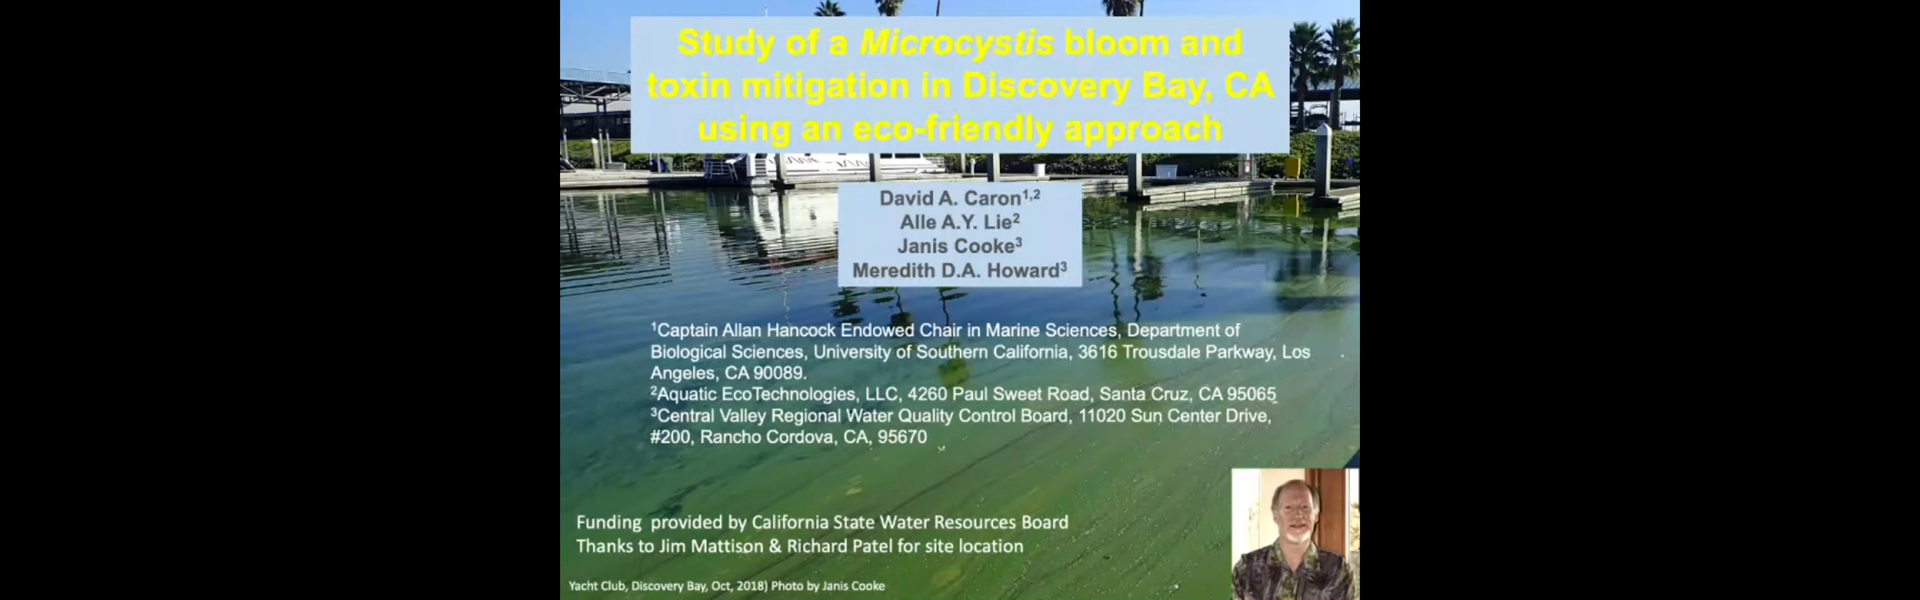 Study of a Microcystis bloom and
toxin mitigation in Discovery Bay, CA
using an eco-friendly approach
David A. Caron1,2
Alle A.Y. Lie2
Janis Cooke3
Meredith D.A. Howard3
1Captain Allan Hancock Endowed Chair in Marine Sciences, Department of
Biological Sciences, University of Southern California, 3616 Trousdale Parkway, Los
Angeles, CA 90089.
2Aquatic EcoTechnologies, LLC, 4260 Paul Sweet Road, Santa Cruz, CA 95065
3Central Valley Regional Water Quality Control Board, 11020 Sun Center Drive,
#200, Rancho Cordova, CA, 95670
Funding provided by California State Water Resources Board
Thanks to Jim Mattison & Richard Patel for site location
Yacht Club, Discovery Bay, Oct, 2018) Photo by Janis Cooke